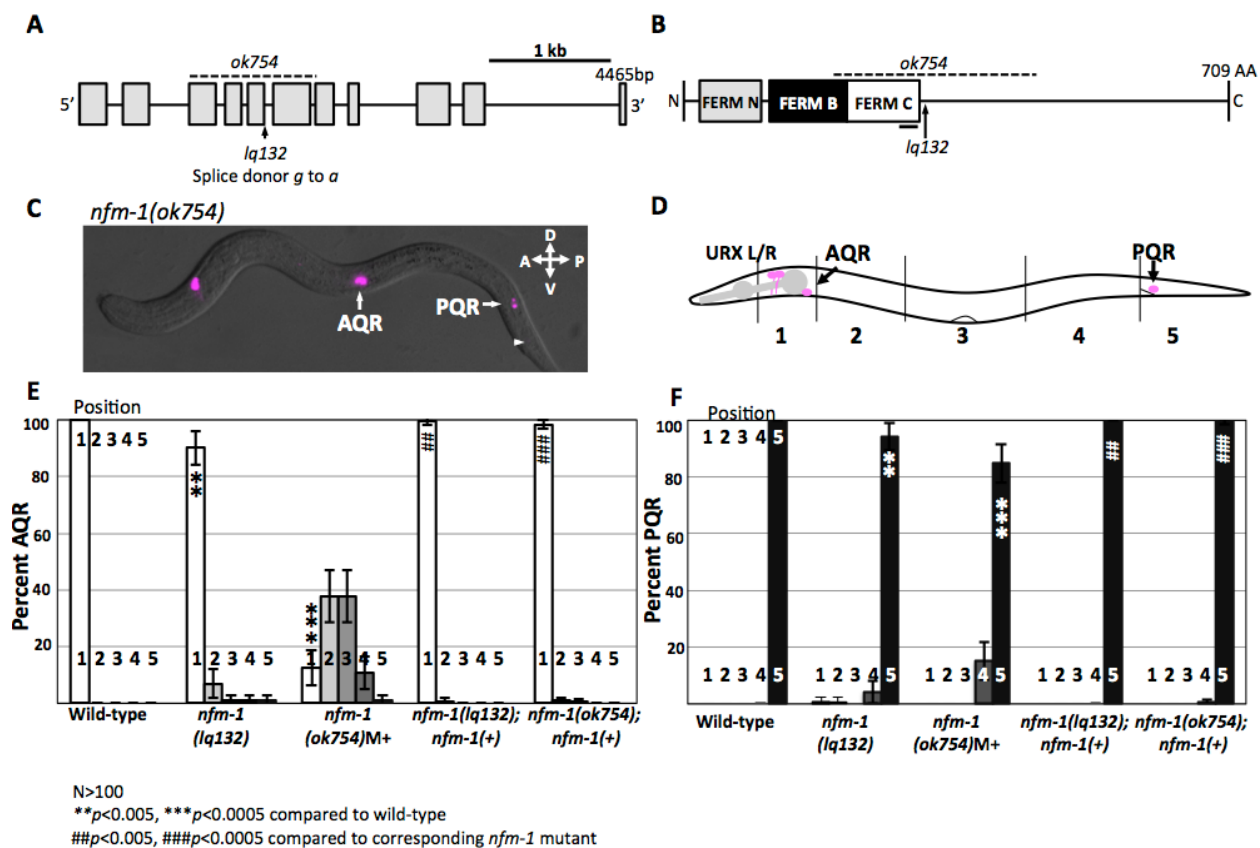 A
ok754
1 kb
4465bp
5'
3'
lq132
Splice donor g to a
B
ok754
709 AA
N
FERM N
FERM B
FERM C
C
lq132
C
nfm-1(ok754)
D
A
P
V
AQR
PQR
D
URX L/R
AQR
PQR
1 2 3 4 5
E
Position
Percent AQR
100
80
60
40
20
1 2 3 4 5
**
***
##
###
1 2 3 4 5
1 2 3 4 5
1 2 3 4 5
1 2 3 4 5
1 2 3 4 5
Wild-type
nfm-1
(lq132)
nfm-1
(ok754)M+
nfm-1(lq132);
nfm-1(+)
nfm-1(ok754);
nfm-1(+)
F
Position
Percent PQR
100
80
60
40
20
1 2 3 4 5
**
***
##
###
1 2 3 4 5
1 2 3 4 5
1 2 3 4 5
1 2 3 4 5
1 2 3 4 5
Wild-type
nfm-1
(lq132)
nfm-1
(ok754)M+
nfm-1(lq132);
nfm-1(+)
nfm-1(ok754);
nfm-1(+)
N>100
**p<0.005, ***p<0.0005 compared to wild-type
##p<0.005, ###p<0.0005 compared to corresponding nfm-1 mutant